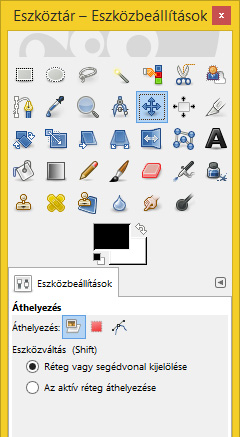 Eszköztár – Eszközbeállítások
Eszközbeállítások
Áthelyezés
Áthelyezés:
Eszközváltás (Shift)
Réteg vagy segédvonal kijelölése
Az aktív réteg áthelyezése